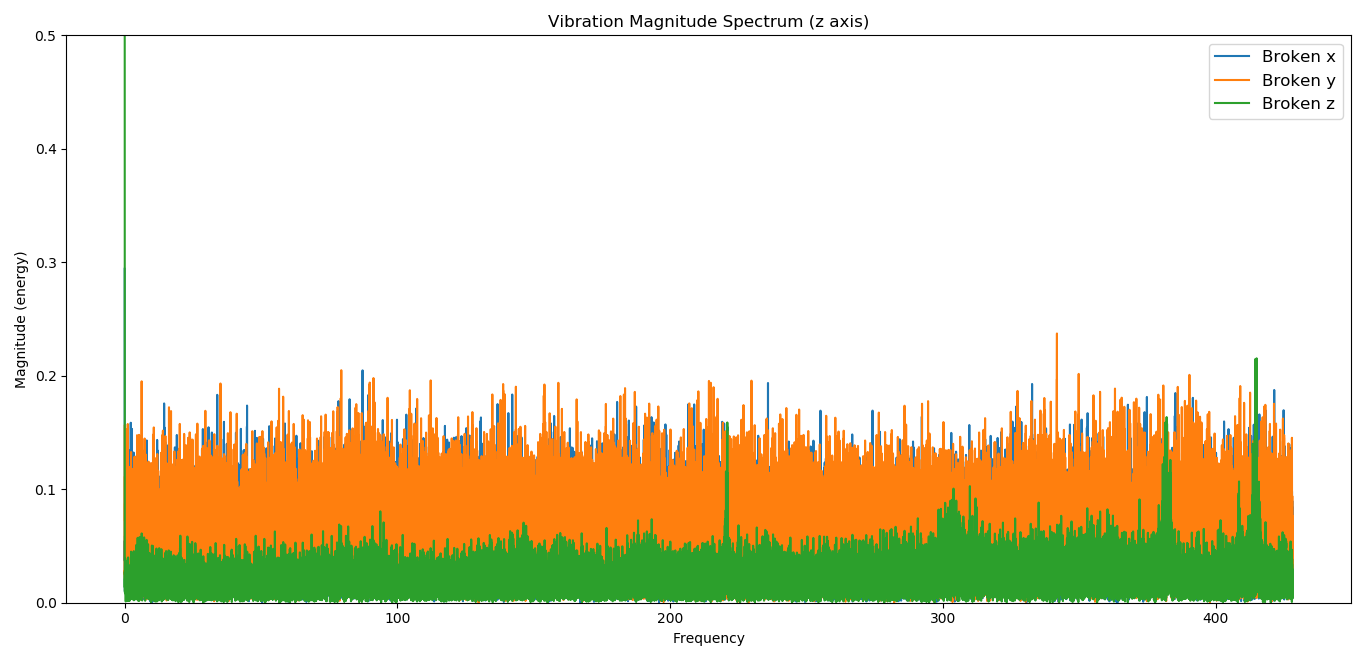 Vibration Magnitude Spectrum (z axis)
0.5
0.4
0.3
0.2
0.1
0.0
Magnitude (energy)
Broken x
Broken y
Broken z
0
100
200
300
400
Frequency